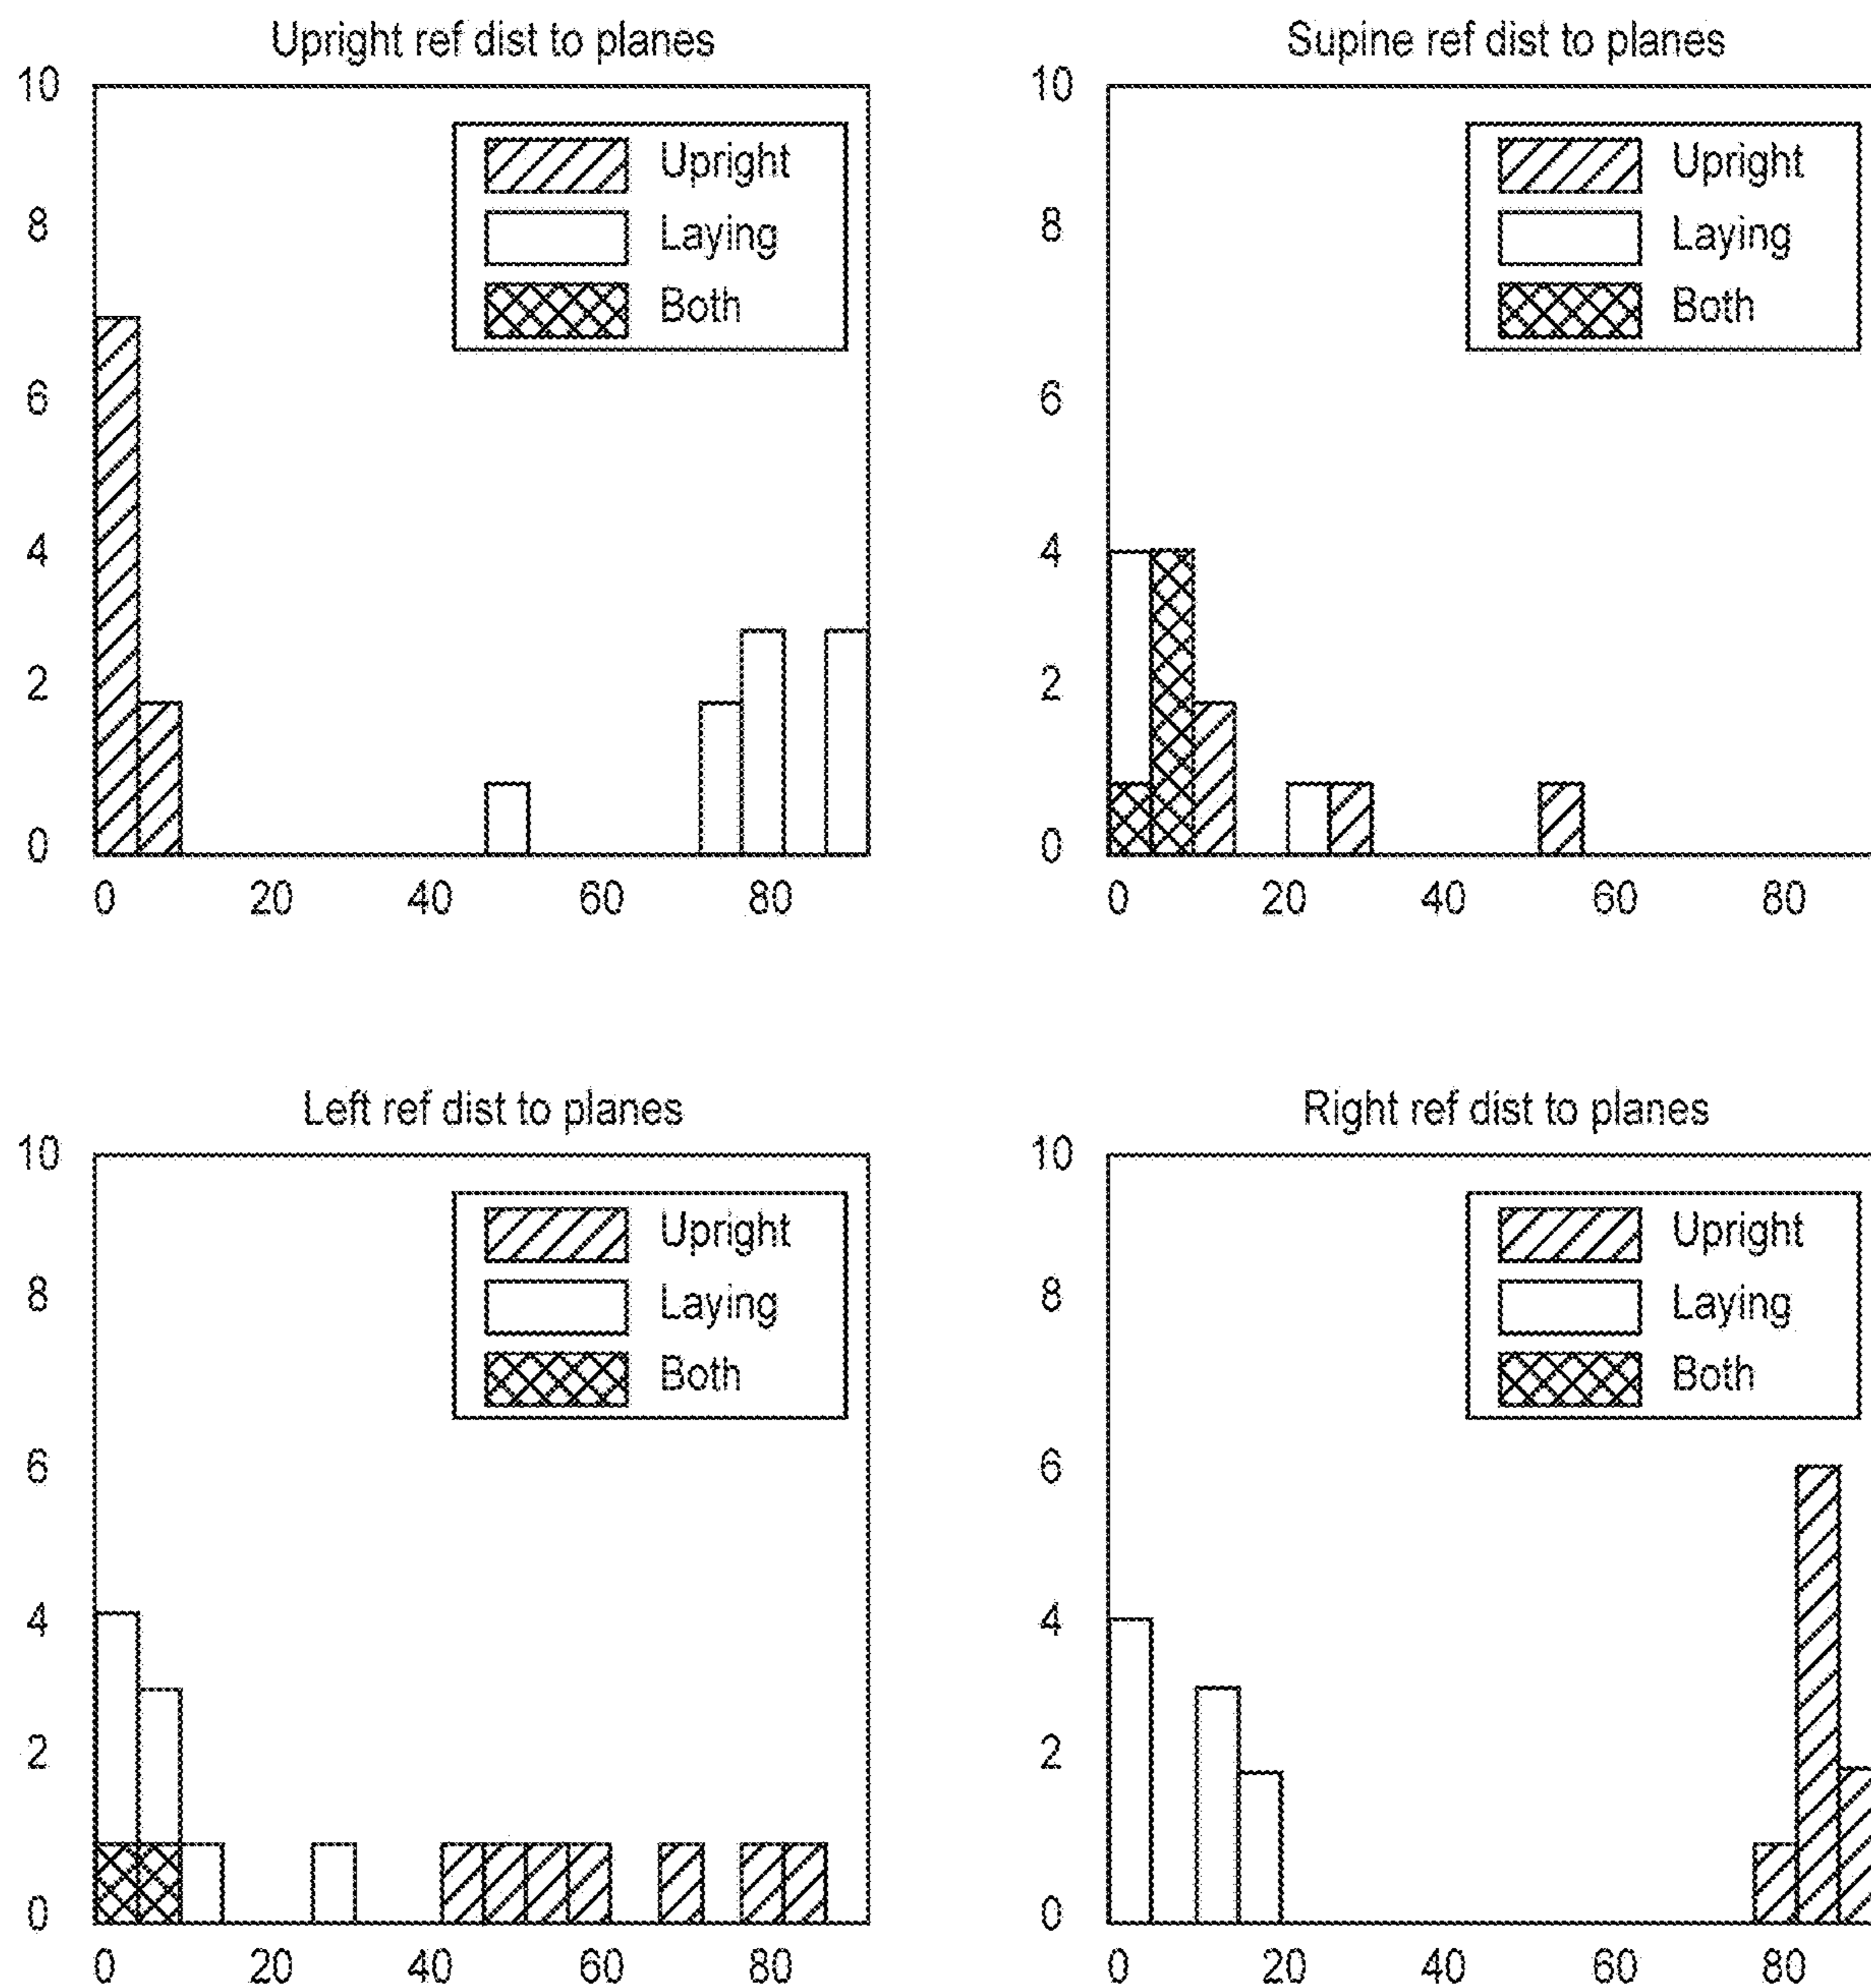 Upright ref dist to planes
10
8
6
4
2
0
0 20 40 60 80
Upright
Laying
Both
Supine ref dist to planes
10
8
6
4
2
0
0 20 40 60 80
Upright
Laying
Both
Left ref dist to planes
10
8
6
4
2
0
0 20 40 60 80
Upright
Laying
Both
Right ref dist to planes
10
8
6
4
2
0
0 20 40 60 80
Upright
Laying
Both